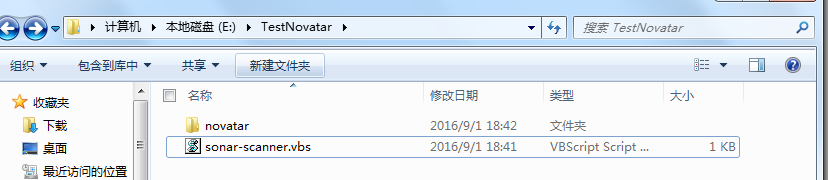 计算机 本地磁盘 (E:) TestNovatar 搜索 TestNovatar
组织 包含到库中 共享 新建文件夹
收藏夹 名称 修改日期 类型 大小
下载 novatar 2016/9/1 18:42 文件夹
桌面 sonar-scanner.vbs 2016/9/1 18:41 VBScript Script ... 1 KB
最近访问的位置